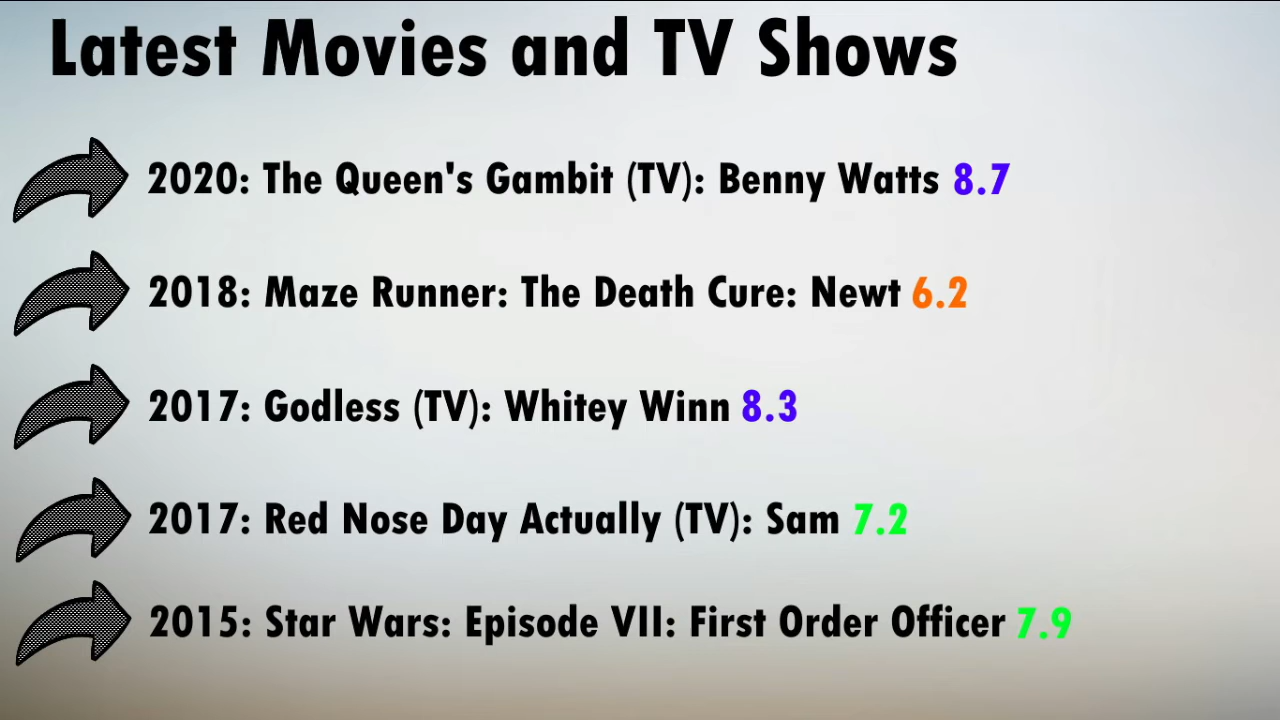 Latest Movies and TV Shows
2020: The Queen's Gambit (TV): Benny Watts 8.7
2018: Maze Runner: The Death Cure: Newt 6.2
2017: Godless (TV): Whitey Winn 8.3
2017: Red Nose Day Actually (TV): Sam 7.2
2015: Star Wars: Episode VII: First Order Officer 7.9